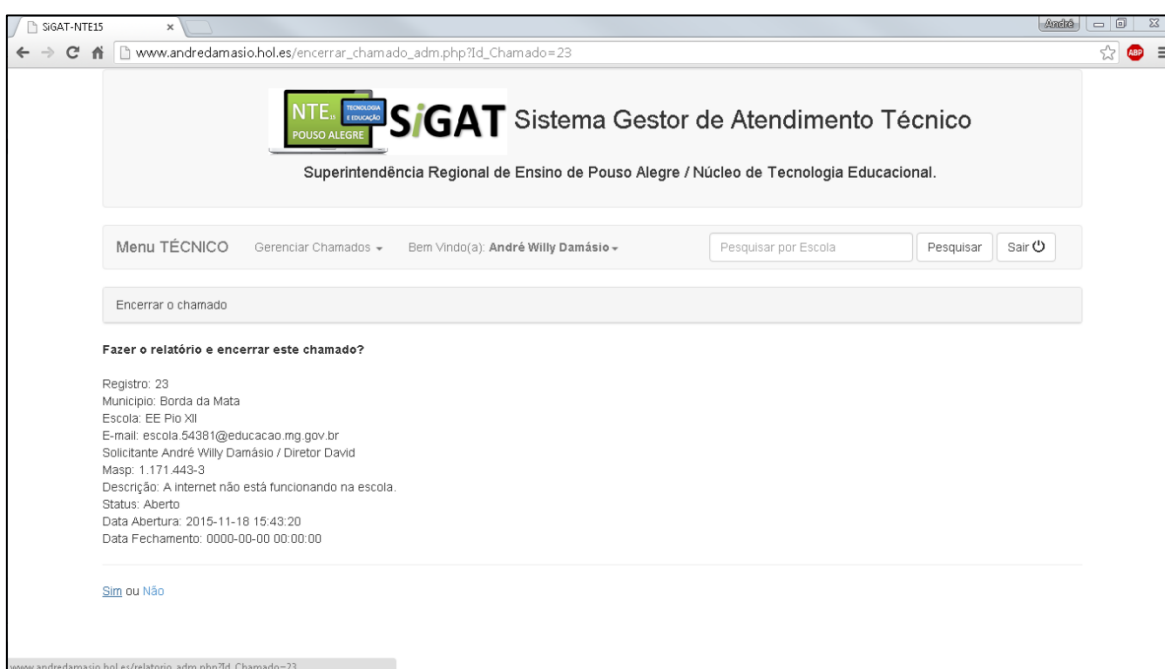 SiGAT-NTE15
André
www.andredamasio.hol.es/encerrar_chamado_adm.php?Id_Chamado=23
ABP
NTE15 TECNOLOGIA E EDUCAÇÃO
POUSO ALEGRE
SiGAT Sistema Gestor de Atendimento Técnico
Superintendência Regional de Ensino de Pouso Alegre / Núcleo de Tecnologia Educacional.
Menu TÉCNICO Gerenciar Chamados Bem Vindo(a): André Willy Damásio Pesquisar por Escola Pesquisar Sair
Encerrar o chamado
Fazer o relatório e encerrar este chamado?
Registro: 23
Municipio: Borda da Mata
Escola: EE Pio XII
E-mail: escola.54381@educacao.mg.gov.br
Solicitante André Willy Damásio / Diretor David
Masp: 1.171.443-3
Descrição: A internet não está funcionando na escola.
Status: Aberto
Data Abertura: 2015-11-18 15:43:20
Data Fechamento: 0000-00-00 00:00:00
Sim ou Não
www.andredamasio.hol.es/relatorio_adm.php?Id_Chamado=23